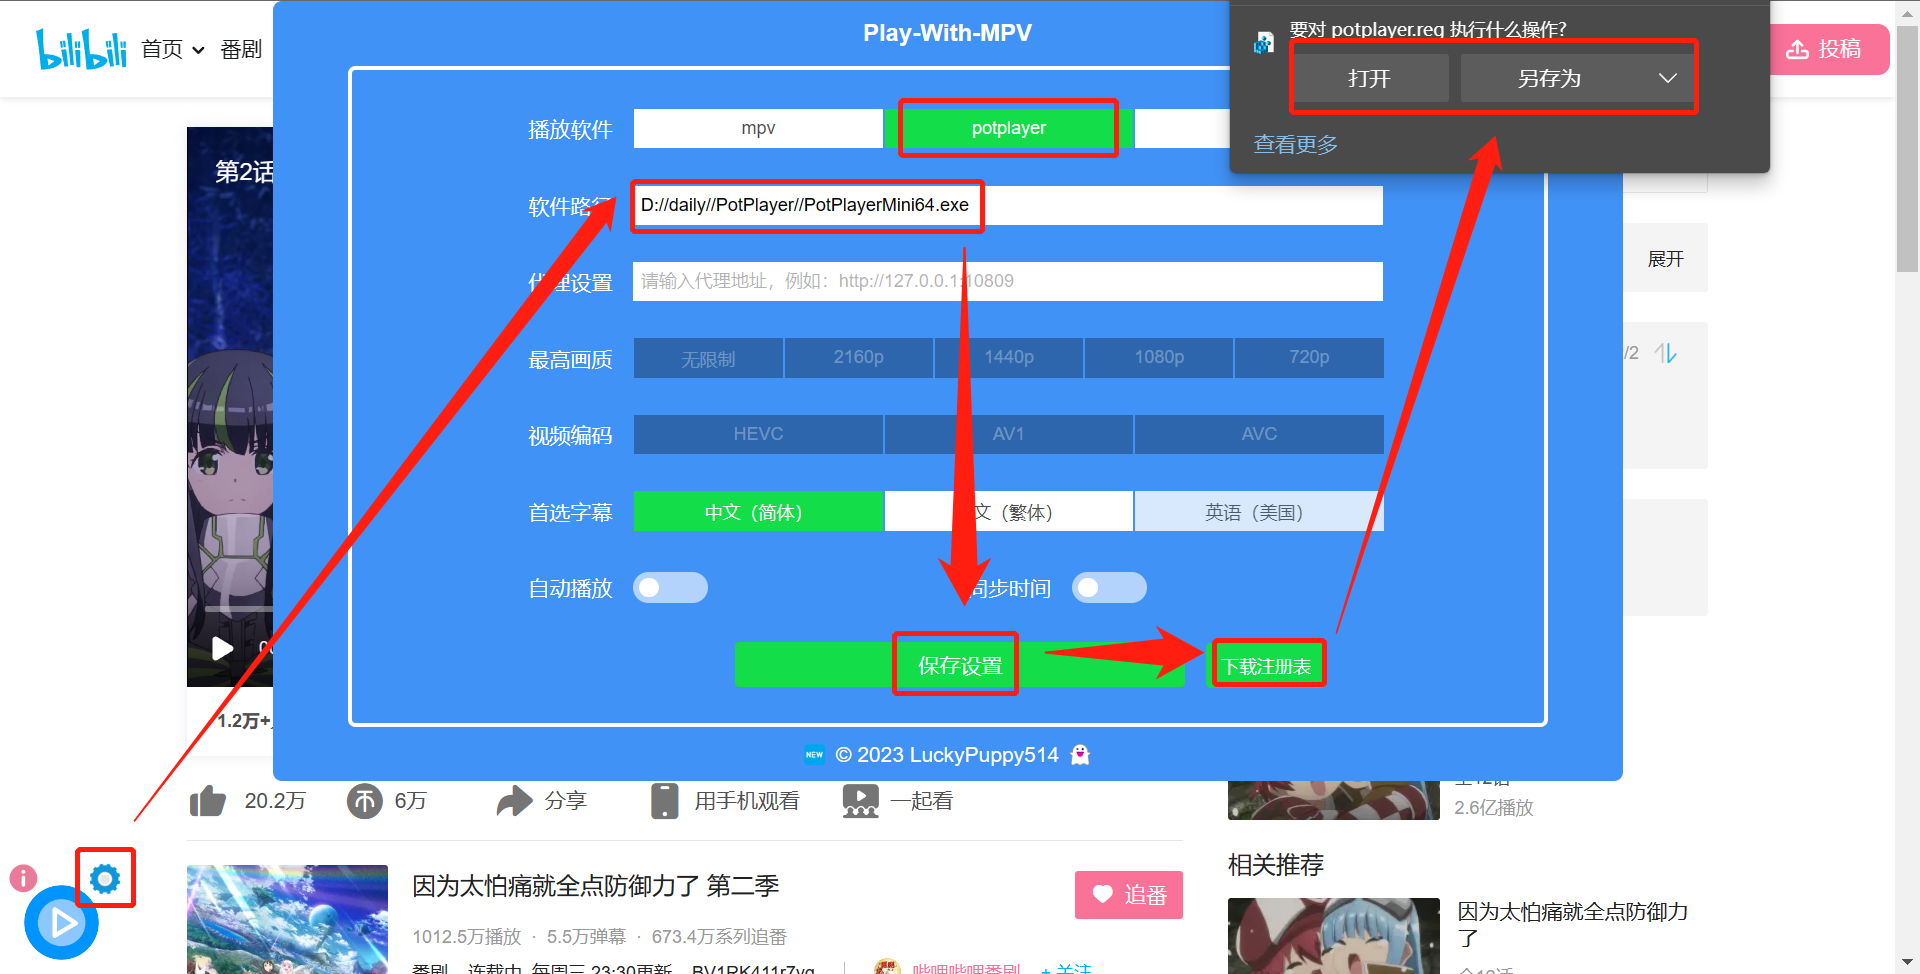 bilibili 首页 番剧
Play-With-MPV
要对 potplayer.reg 执行什么操作?
打开 另存为
查看更多
投稿
第2话
播放软件 mpv potplayer
软件路径 D://daily//PotPlayer//PotPlayerMini64.exe
代理设置 请输入代理地址，例如：http://127.0.0.1:10809
最高画质 无限制 2160p 1440p 1080p 720p
视频编码 HEVC AV1 AVC
首选字幕 中文（简体） 文（繁体） 英语（美国）
自动播放 同步时间
保存设置 下载注册表
NEW © 2023 LuckyPuppy514
展开
/2
1.2万+
20.2万 6万 分享 用手机观看 一起看
2.6亿播放
相关推荐
因为太怕痛就全点防御力了 第二季
追番
1012.5万播放 · 5.5万弹幕 · 673.4万系列追番
番剧 连载中, 每周三 23:30更新 BV1RK411r7yg
哔哩哔哩番剧 + 关注
因为太怕痛就全点防御力
了